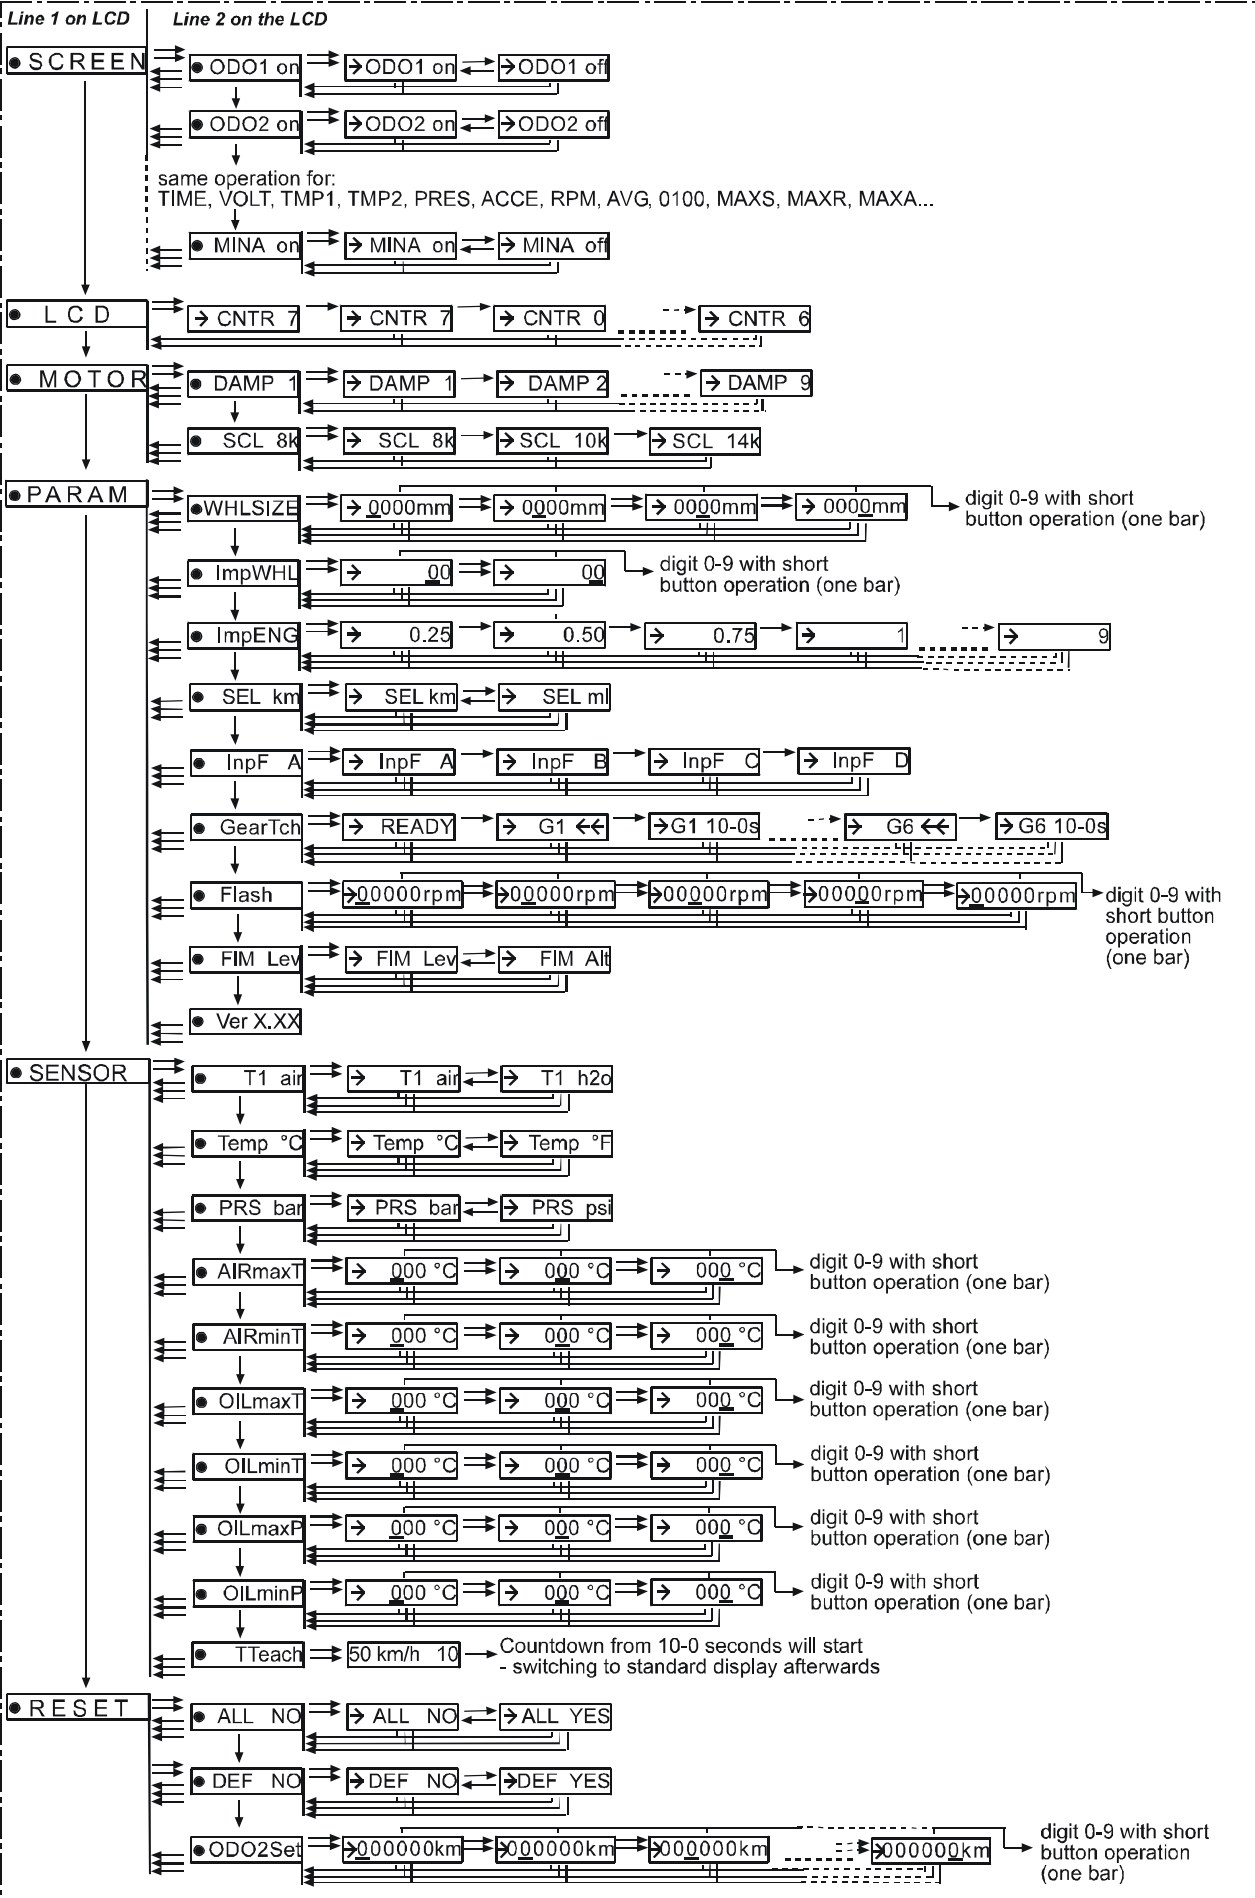 Line 1 on LCD Line 2 on the LCD
SCREEN ODO1 on ODO1 on ODO1 off
ODO2 on ODO2 on ODO2 off
same operation for:
TIME, VOLT, TMP1, TMP2, PRES, ACCE, RPM, AVG, 0100, MAXS, MAXR, MAXA...
MINA on MINA on MINA off
LCD CNTR 7 CNTR 7 CNTR 0 CNTR 6
MOTOR DAMP 1 DAMP 1 DAMP 2 DAMP 9
SCL 8k SCL 8k SCL 10k SCL 14k
PARAM WHLSIZE 0000mm 0000mm 0000mm 0000mm digit 0-9 with short
button operation (one bar)
ImpWHL 00 00 digit 0-9 with short
button operation (one bar)
ImpENG 0.25 0.50 0.75 1 9
SEL km SEL km SEL ml
InpF A InpF A InpF B InpF C InpF D
GearTch READY G1 ←← G1 10-0s G6 ←← G6 10-0s
Flash 00000rpm 00000rpm 00000rpm 00000rpm 00000rpm digit 0-9 with
short button
operation
(one bar)
FIM Lev FIM Lev FIM Alt
Ver X.XX
SENSOR T1 air T1 air T1 h2o
Temp °C Temp °C Temp °F
PRS bar PRS bar PRS psi
AIRmaxT 000 °C 000 °C 000 °C digit 0-9 with short
button operation (one bar)
AIRminT 000 °C 000 °C 000 °C digit 0-9 with short
button operation (one bar)
OILmaxT 000 °C 000 °C 000 °C digit 0-9 with short
button operation (one bar)
OILminT 000 °C 000 °C 000 °C digit 0-9 with short
button operation (one bar)
OILmaxP 000 °C 000 °C 000 °C digit 0-9 with short
button operation (one bar)
OILminP 000 °C 000 °C 000 °C digit 0-9 with short
button operation (one bar)
TTeach 50 km/h 10 Countdown from 10-0 seconds will start
- switching to standard display afterwards
RESET ALL NO ALL NO ALL YES
DEF NO DEF NO DEF YES
ODO2Set 000000km 000000km 000000km 000000km digit 0-9 with short
button operation
(one bar)